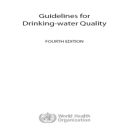 Guidelines for
Drinking-water Quality
FOURTH EDITION
World Health
Organization